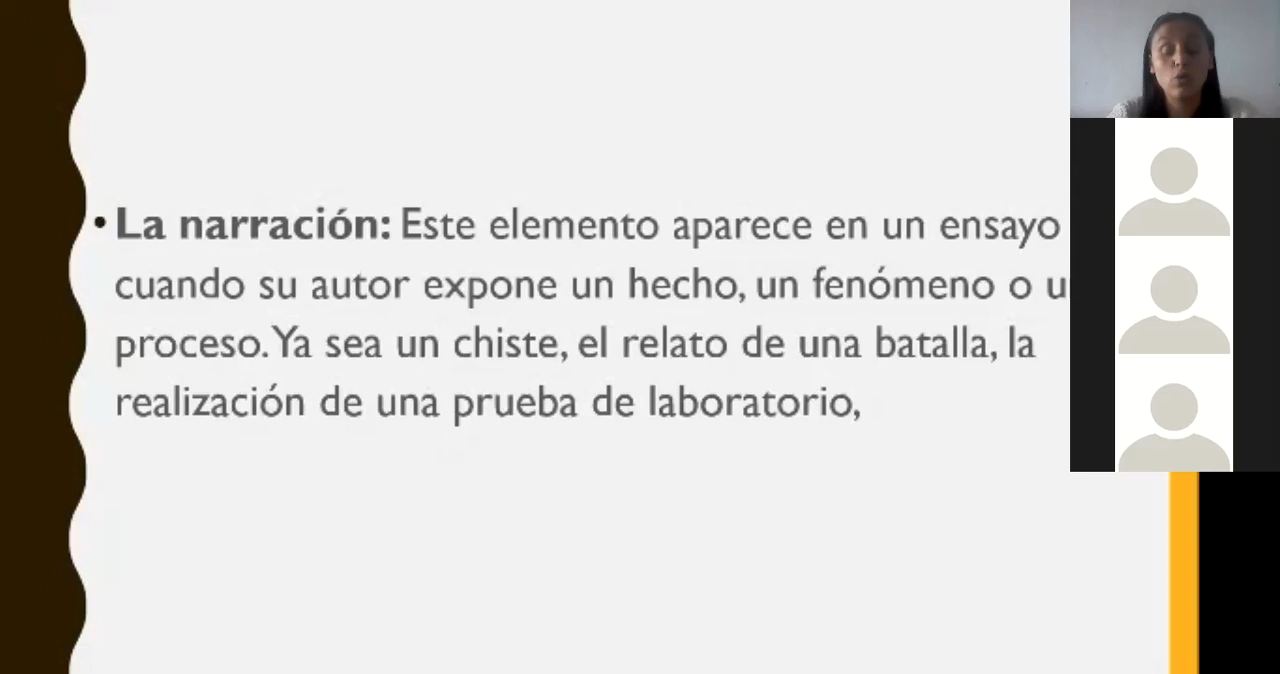 • La narración: Este elemento aparece en un ensayo
cuando su autor expone un hecho, un fenómeno o
proceso. Ya sea un chiste, el relato de una batalla, la
realización de una prueba de laboratorio,